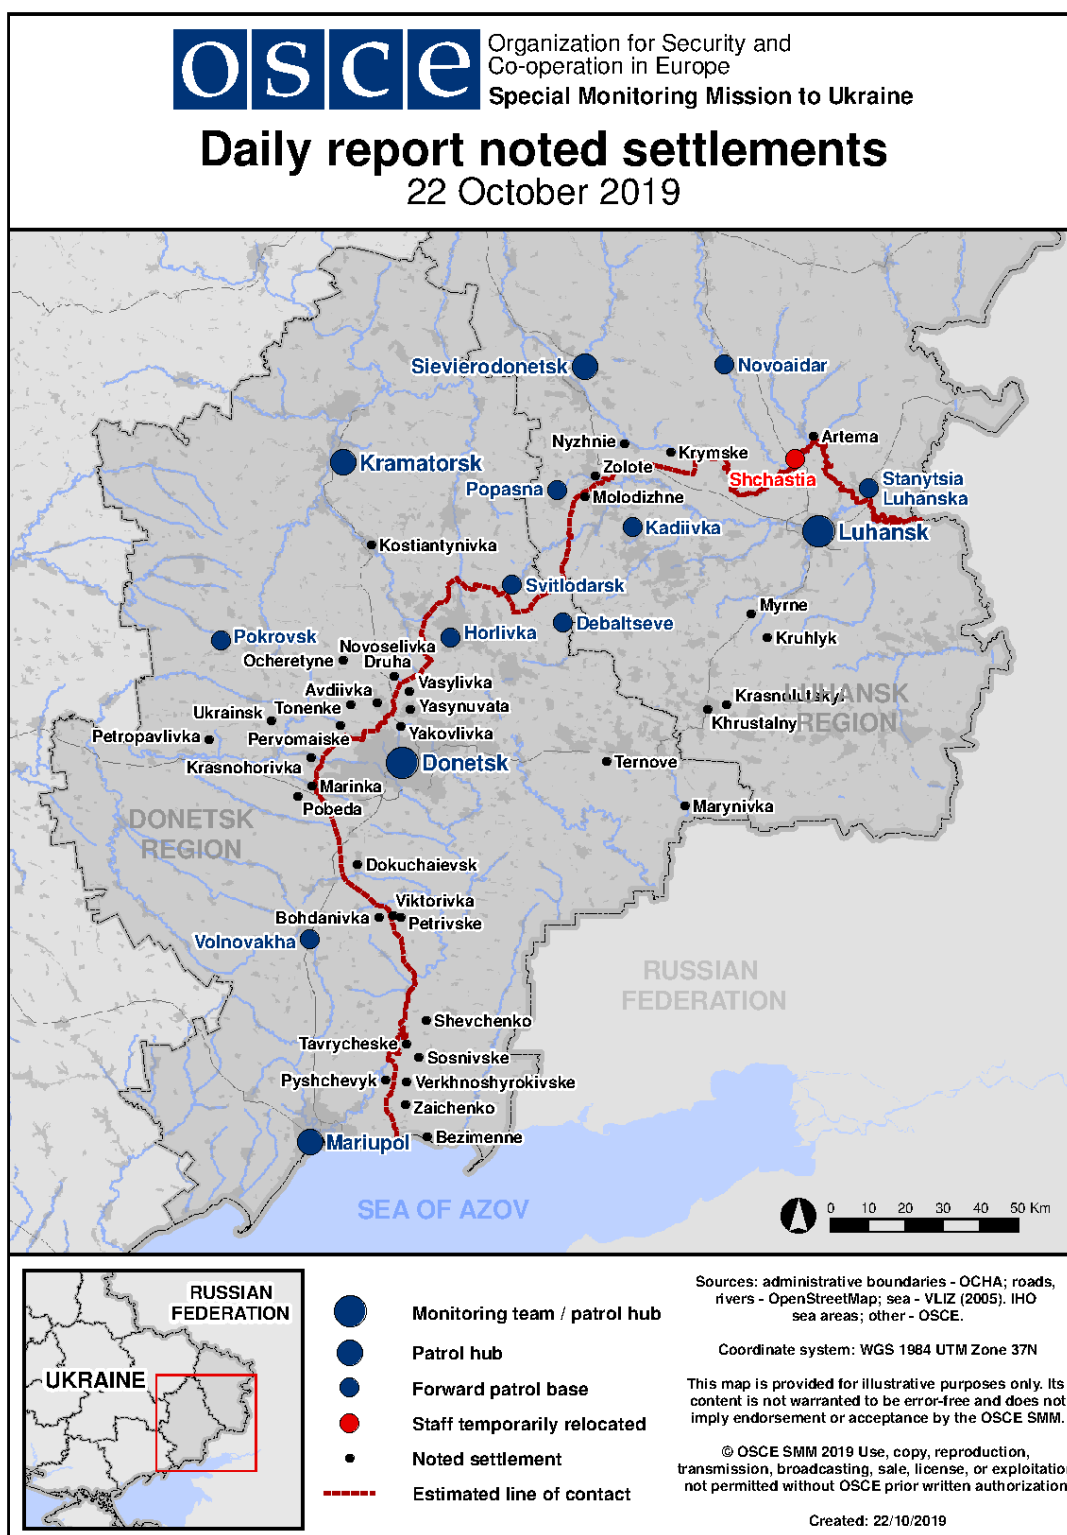 osce
Organization for Security and
Co-operation in Europe
Special Monitoring Mission to Ukraine
Daily report noted settlements
22 October 2019
Sievierodonetsk
Novoaidar
Artema
Nyzhnie
Krymske
Kramatorsk
Zolote
Shchastia
Stanytsia
Luhanska
Popasna
Molodizhne
Kadiivka
Luhansk
Kostiantynivka
Svitlodarsk
Myrne
Debaltseve
Pokrovsk
Horlivka
Kruhlyk
Novoselivka
Druha
Ocheretyne
Vasylivka
Avdiivka
Krasnolutskyi
LUHANSK
REGION
Tonenke
Yasynuvata
Ukrainsk
Khrustalny
Petropavlivka
Pervomaiske
Yakovlivka
Krasnohorivka
Donetsk
Ternove
Marinka
Pobeda
Marynivka
DONETSK
REGION
Dokuchaievsk
Viktorivka
Bohdanivka
Petrivske
Volnovakha
RUSSIAN
FEDERATION
Shevchenko
Tavrycheske
Sosnivske
Pyshchevyk
Verkhnoshyrokivske
Zaichenko
Bezimenne
Mariupol
SEA OF AZOV
0 10 20 30 40 50 Km
RUSSIAN
FEDERATION
UKRAINE
Monitoring team / patrol hub
Patrol hub
Forward patrol base
Staff temporarily relocated
Noted settlement
Estimated line of contact
Sources: administrative boundaries - OCHA; roads,
rivers - OpenStreetMap; sea - VLIZ (2005). IHO
sea areas; other - OSCE.
Coordinate system: WGS 1984 UTM Zone 37N
This map is provided for illustrative purposes only. Its
content is not warranted to be error-free and does not
imply endorsement or acceptance by the OSCE SMM.
© OSCE SMM 2019 Use, copy, reproduction,
transmission, broadcasting, sale, license, or exploitation
not permitted without OSCE prior written authorization
Created: 22/10/2019